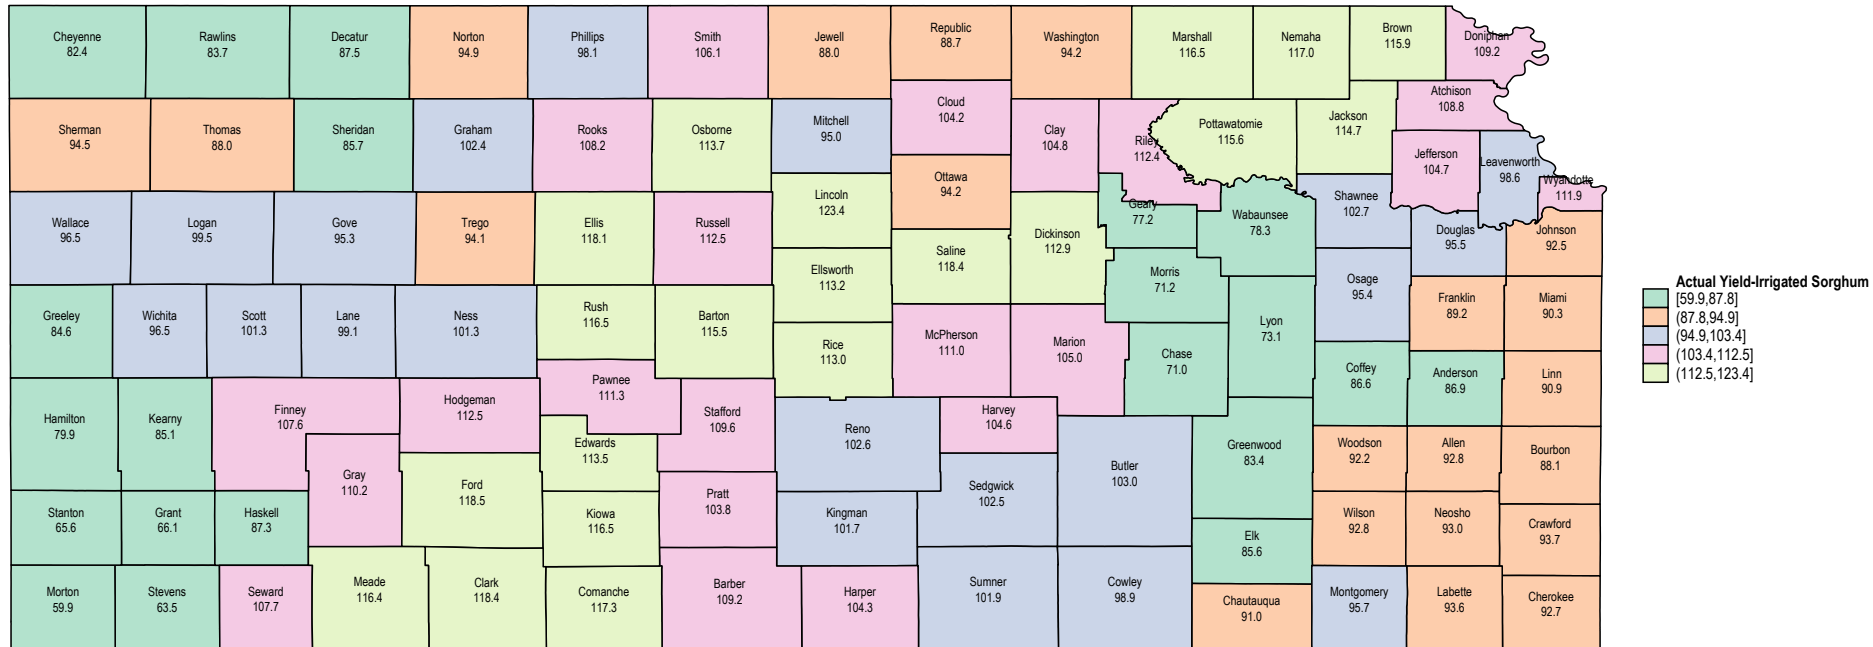 Cheyenne
82.4
Rawlins
83.7
Decatur
87.5
Norton
94.9
Phillips
98.1
Smith
106.1
Jewell
88.0
Republic
88.7
Washington
94.2
Marshall
116.5
Nemaha
117.0
Brown
115.9
Doniphan
109.2
Atchison
108.8
Cloud
104.2
Sherman
94.5
Thomas
88.0
Sheridan
85.7
Graham
102.4
Rooks
108.2
Osborne
113.7
Mitchell
95.0
Clay
104.8
Riley
112.4
Pottawatomie
115.6
Jackson
114.7
Jefferson
104.7
Leavenworth
98.6
Wyandotte
111.9
Ottawa
94.2
Lincoln
123.4
Geary
77.2
Wabaunsee
78.3
Shawnee
102.7
Douglas
95.5
Johnson
92.5
Wallace
96.5
Logan
99.5
Gove
95.3
Trego
94.1
Ellis
118.1
Russell
112.5
Dickinson
112.9
Saline
118.4
Ellsworth
113.2
Morris
71.2
Osage
95.4
Franklin
89.2
Miami
90.3
Actual Yield-Irrigated Sorghum
[59.9,87.8]
(87.8,94.9]
(94.9,103.4]
(103.4,112.5]
(112.5,123.4]
Greeley
84.6
Wichita
96.5
Scott
101.3
Lane
99.1
Ness
101.3
Rush
116.5
Barton
115.5
Rice
113.0
McPherson
111.0
Marion
105.0
Chase
71.0
Lyon
73.1
Coffey
86.6
Anderson
86.9
Linn
90.9
Hamilton
79.9
Kearny
85.1
Finney
107.6
Hodgeman
112.5
Pawnee
111.3
Stafford
109.6
Reno
102.6
Harvey
104.6
Edwards
113.5
Gray
110.2
Ford
118.5
Butler
103.0
Greenwood
83.4
Woodson
92.2
Allen
92.8
Bourbon
88.1
Stanton
65.6
Grant
66.1
Haskell
87.3
Kiowa
116.5
Pratt
103.8
Kingman
101.7
Sedgwick
102.5
Elk
85.6
Wilson
92.8
Neosho
93.0
Crawford
93.7
Morton
59.9
Stevens
63.5
Seward
107.7
Meade
116.4
Clark
118.4
Comanche
117.3
Barber
109.2
Harper
104.3
Sumner
101.9
Cowley
98.9
Chautauqua
91.0
Montgomery
95.7
Labette
93.6
Cherokee
92.7